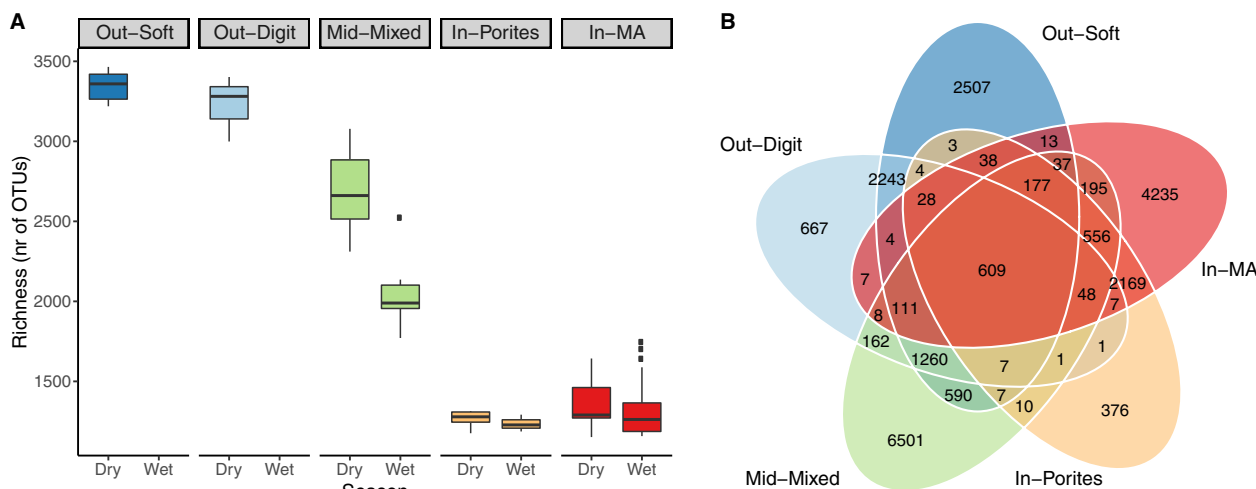 A
Out−Soft
Out−Digit
Mid−Mixed
In−Porites
In−MA
Richness (nr of OTUs)
3500
3000
2500
2000
1500
Dry Wet
Dry Wet
Dry Wet
Dry Wet
Dry Wet
Season
B
Out−Soft
2507
Out−Digit
3
13
38
37
2243
4
177
195
4235
28
667
4
556
In−MA
609
7
2169
48
7
8
111
162
1260
7
1
1
590
7
10
376
6501
Mid−Mixed
In−Porites